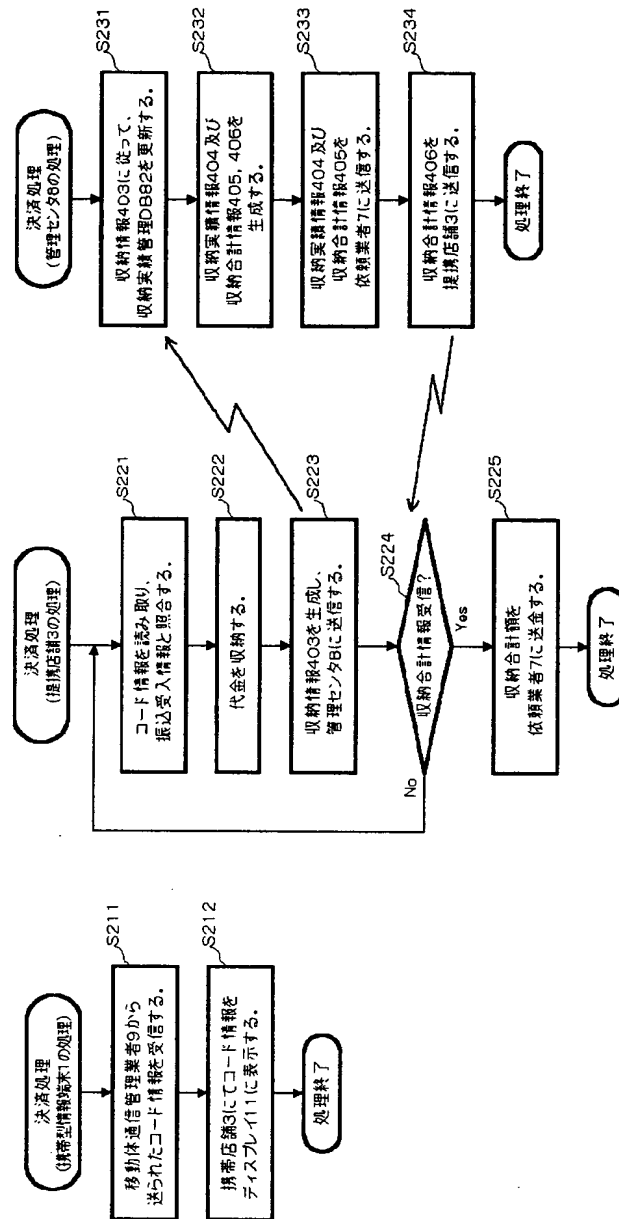 決済処理
(携帯型情報端末1の処理)
S211
移動体通信管理業者9から
送られたコード情報を受信する。
S212
携帯店舗3にてコード情報を
ディスプレイ11に表示する。
処理終了
決済処理
(提携店舗3の処理)
S221
コード情報を読み取り、
振込受入情報と照合する。
S222
代金を収納する。
S223
収納情報403を生成し、
管理センタ8に送信する。
S224
収納合計情報受信?
No
Yes
S225
収納合計額を
依頼業者7に送金する。
処理終了
決済処理
(管理センタ8の処理)
S231
収納情報403に従って、
収納実績管理DB82を更新する。
S232
収納実績情報404及び
収納合計情報405, 406を
生成する。
S233
収納実績情報404及び
収納合計情報405を
依頼業者7に送信する。
S234
収納合計情報406を
提携店舗3に送信する。
処理終了